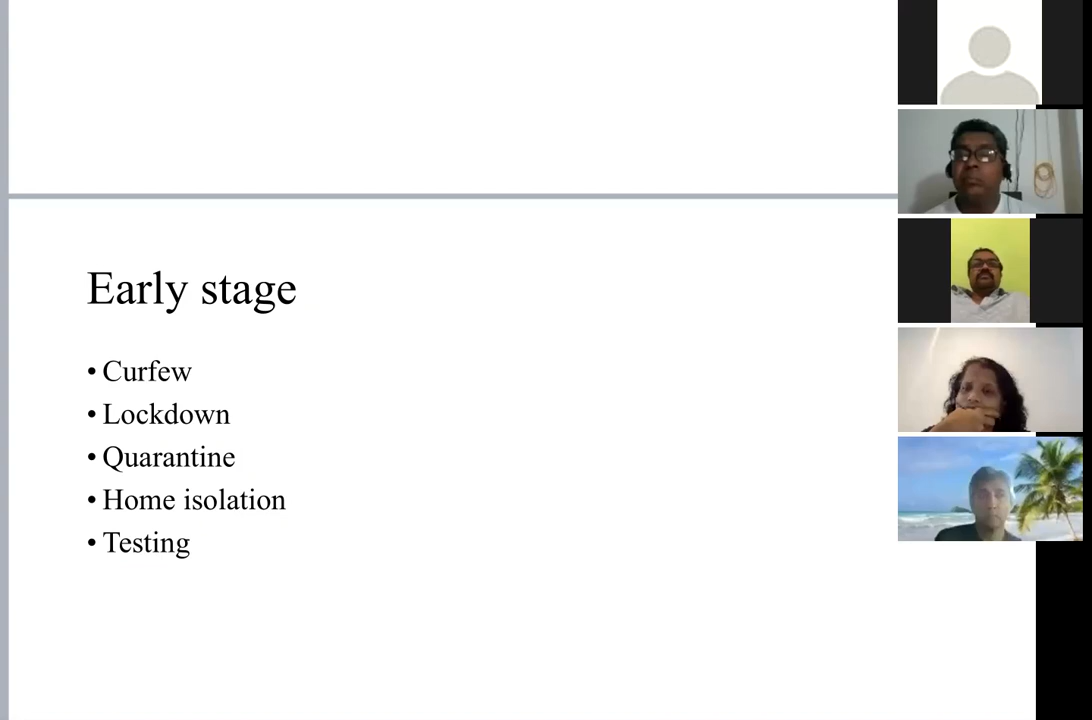 Early stage
• Curfew
• Lockdown
• Quarantine
• Home isolation
• Testing